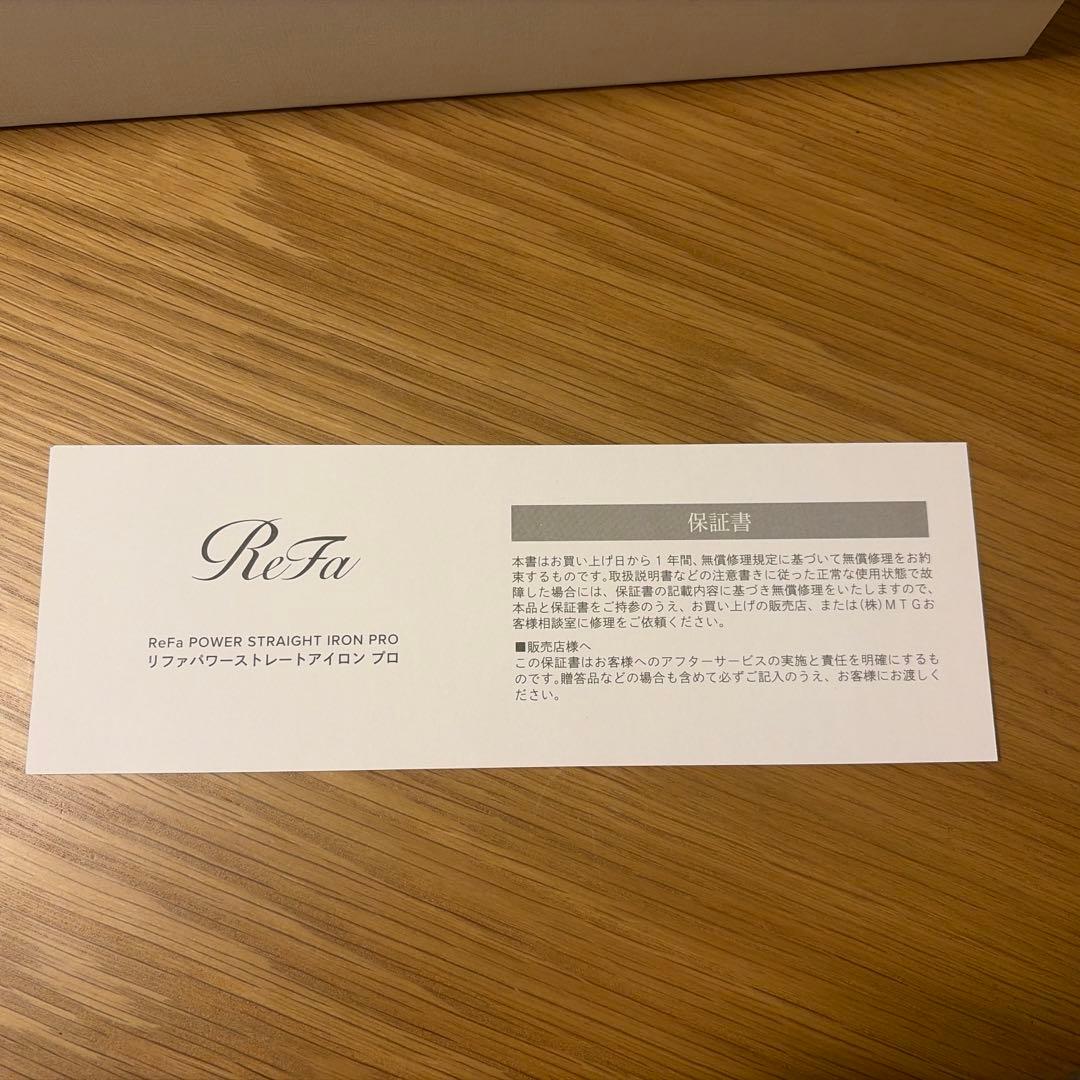 ReFa
ReFa POWER STRAIGHT IRON PRO
リファパワーストレートアイロン プロ
保証書
本書はお買い上げ日から1年間、無償修理規定に基づいて無償修理をお約
束するものです。取扱説明書などの注意書きに従った正常な使用状態で故
障した場合には、保証書の記載内容に基づき無償修理をいたしますので、
本品と保証書をご持参のうえ、お買い上げの販売店、または(株)MTGお
客様相談室に修理をご依頼ください。
■販売店様へ
この保証書はお客様へのアフターサービスの実施と責任を明確にするも
のです。贈答品などの場合も含めて必ずご記入のうえ、お客様にお渡しく
ださい。